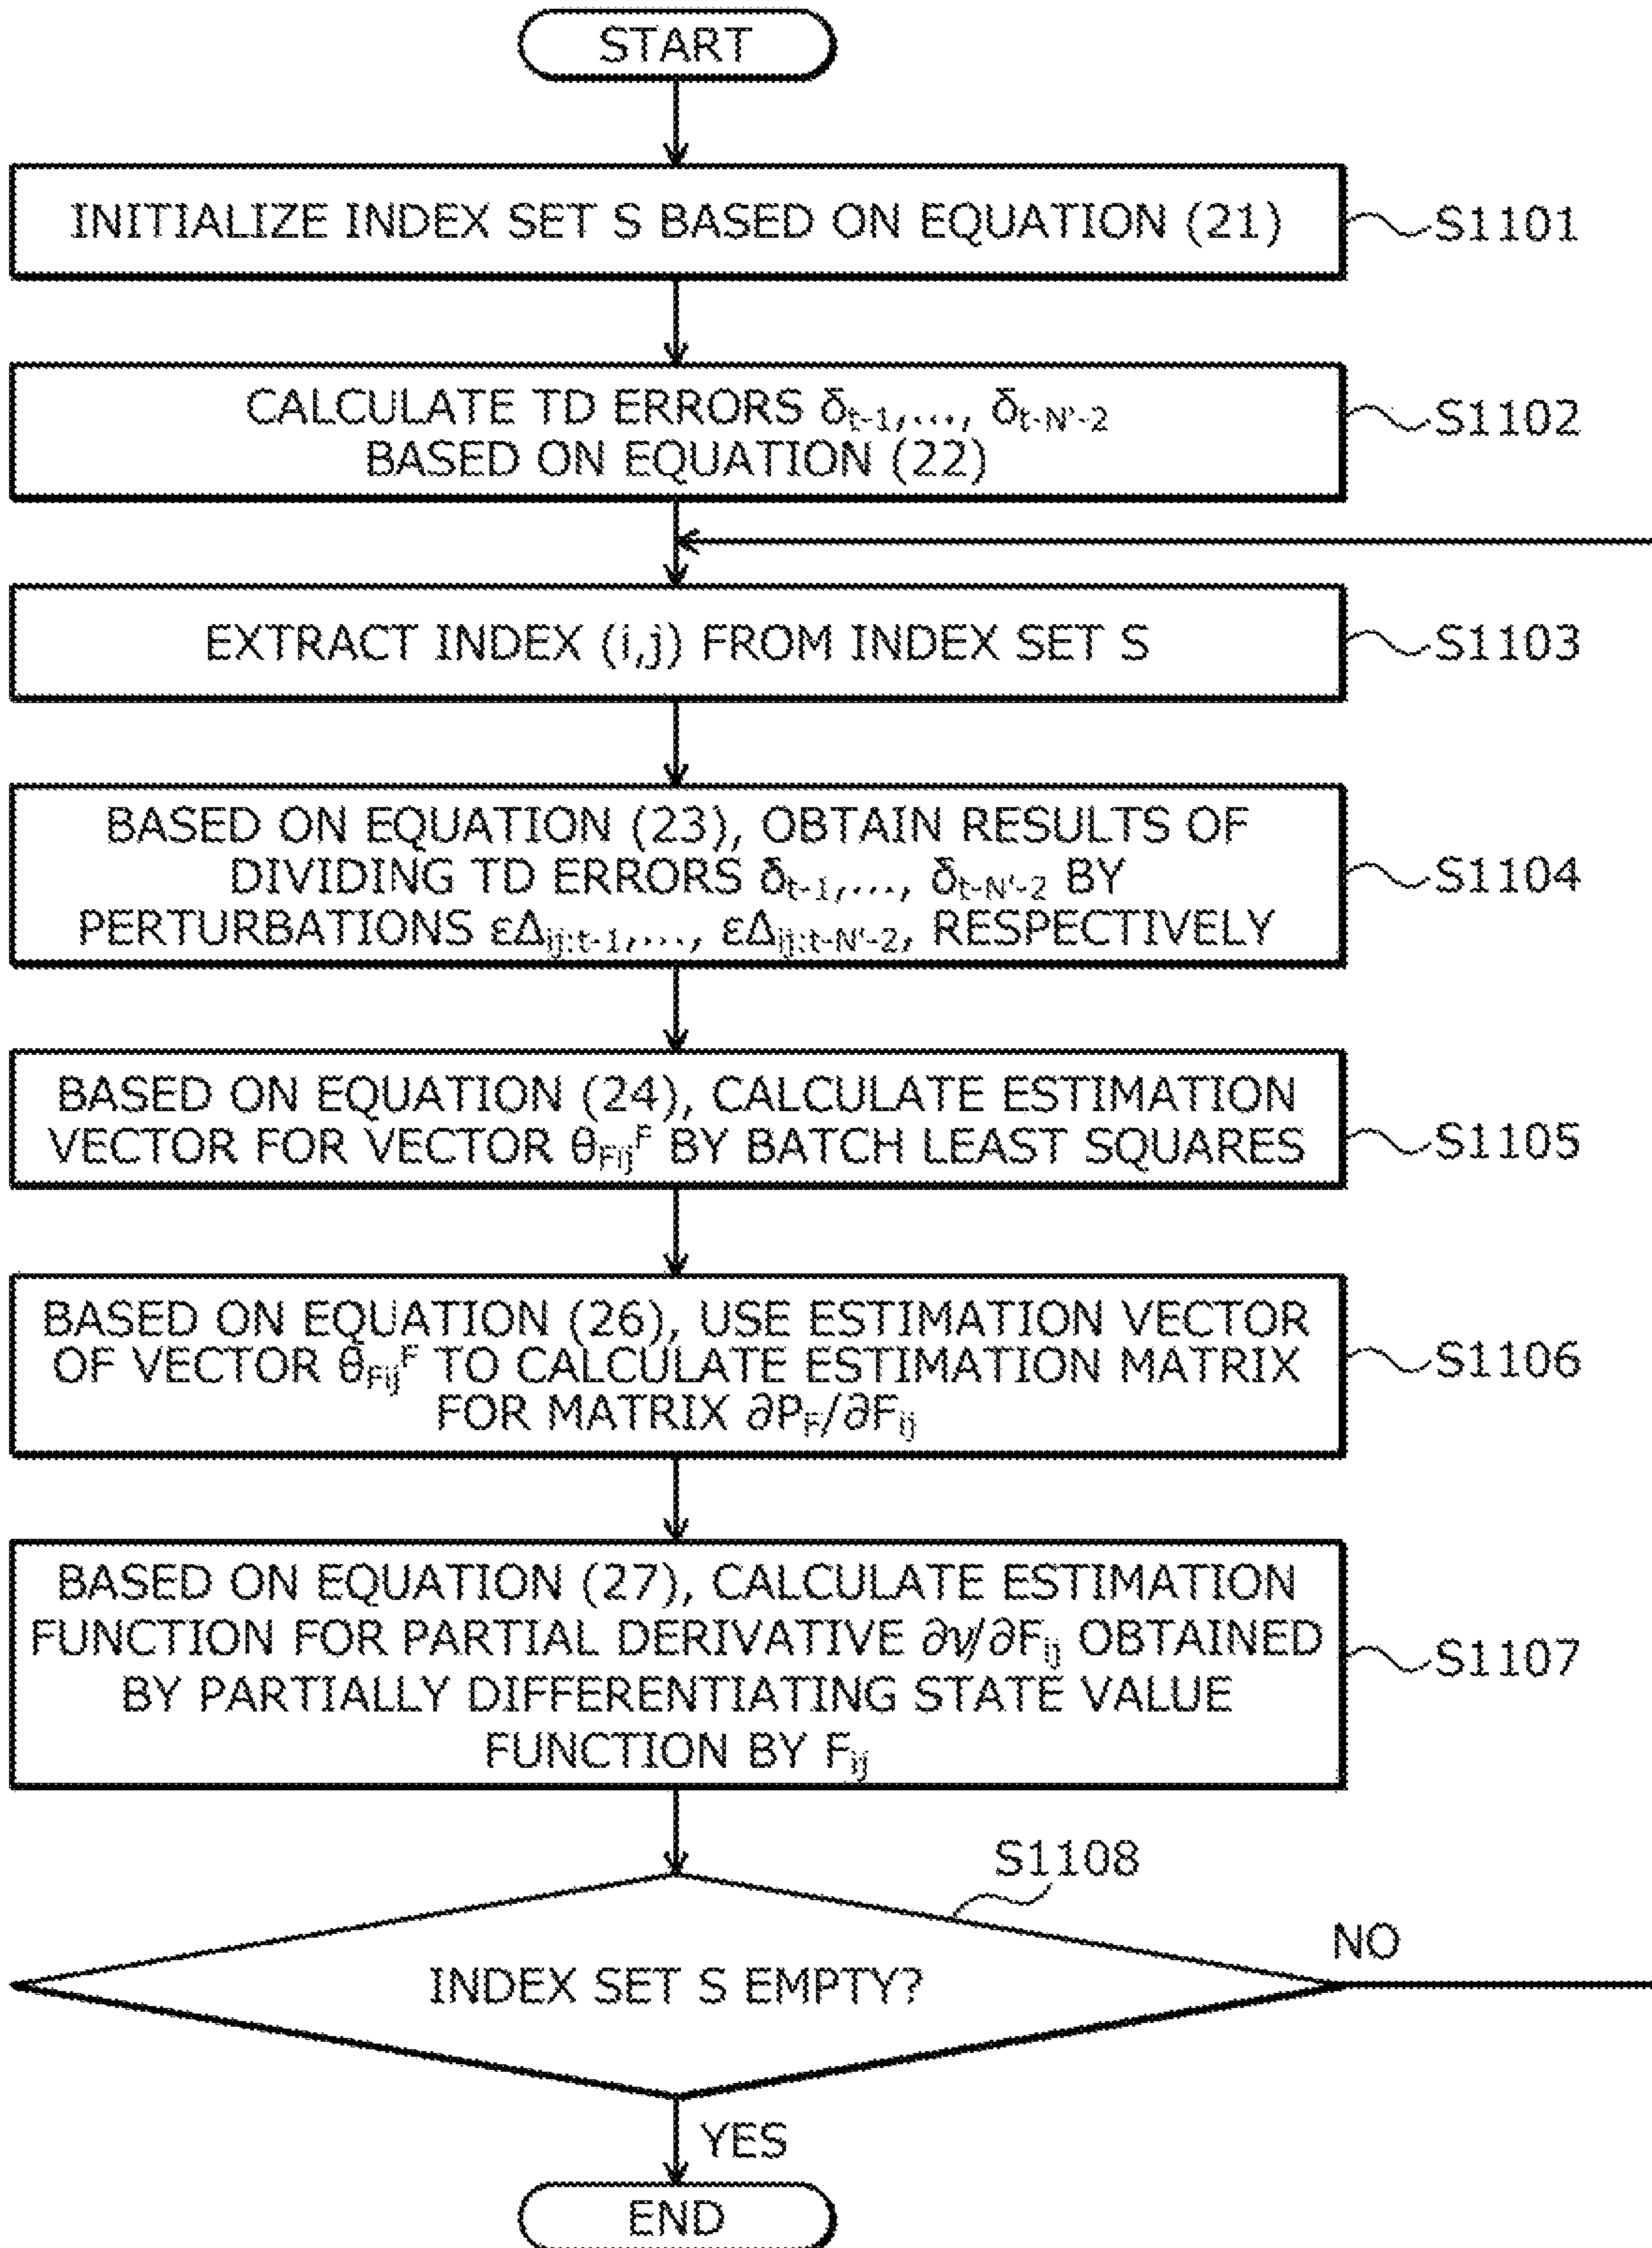 START
INITIALIZE INDEX SET S BASED ON EQUATION (21)
S1101
CALCULATE TD ERRORS δt-1,..., δt-N'-2
BASED ON EQUATION (22)
S1102
EXTRACT INDEX (i,j) FROM INDEX SET S
S1103
BASED ON EQUATION (23), OBTAIN RESULTS OF
DIVIDING TD ERRORS δt-1,..., δt-N'-2 BY
PERTURBATIONS εΔij:t-1,..., εΔij:t-N'-2, RESPECTIVELY
S1104
BASED ON EQUATION (24), CALCULATE ESTIMATION
VECTOR FOR VECTOR θFijF BY BATCH LEAST SQUARES
S1105
BASED ON EQUATION (26), USE ESTIMATION VECTOR
OF VECTOR θFijF TO CALCULATE ESTIMATION MATRIX
FOR MATRIX ∂PF/∂Fij
S1106
BASED ON EQUATION (27), CALCULATE ESTIMATION
FUNCTION FOR PARTIAL DERIVATIVE ∂v/∂Fij OBTAINED
BY PARTIALLY DIFFERENTIATING STATE VALUE
FUNCTION BY Fij
S1107
S1108
INDEX SET S EMPTY?
NO
YES
END